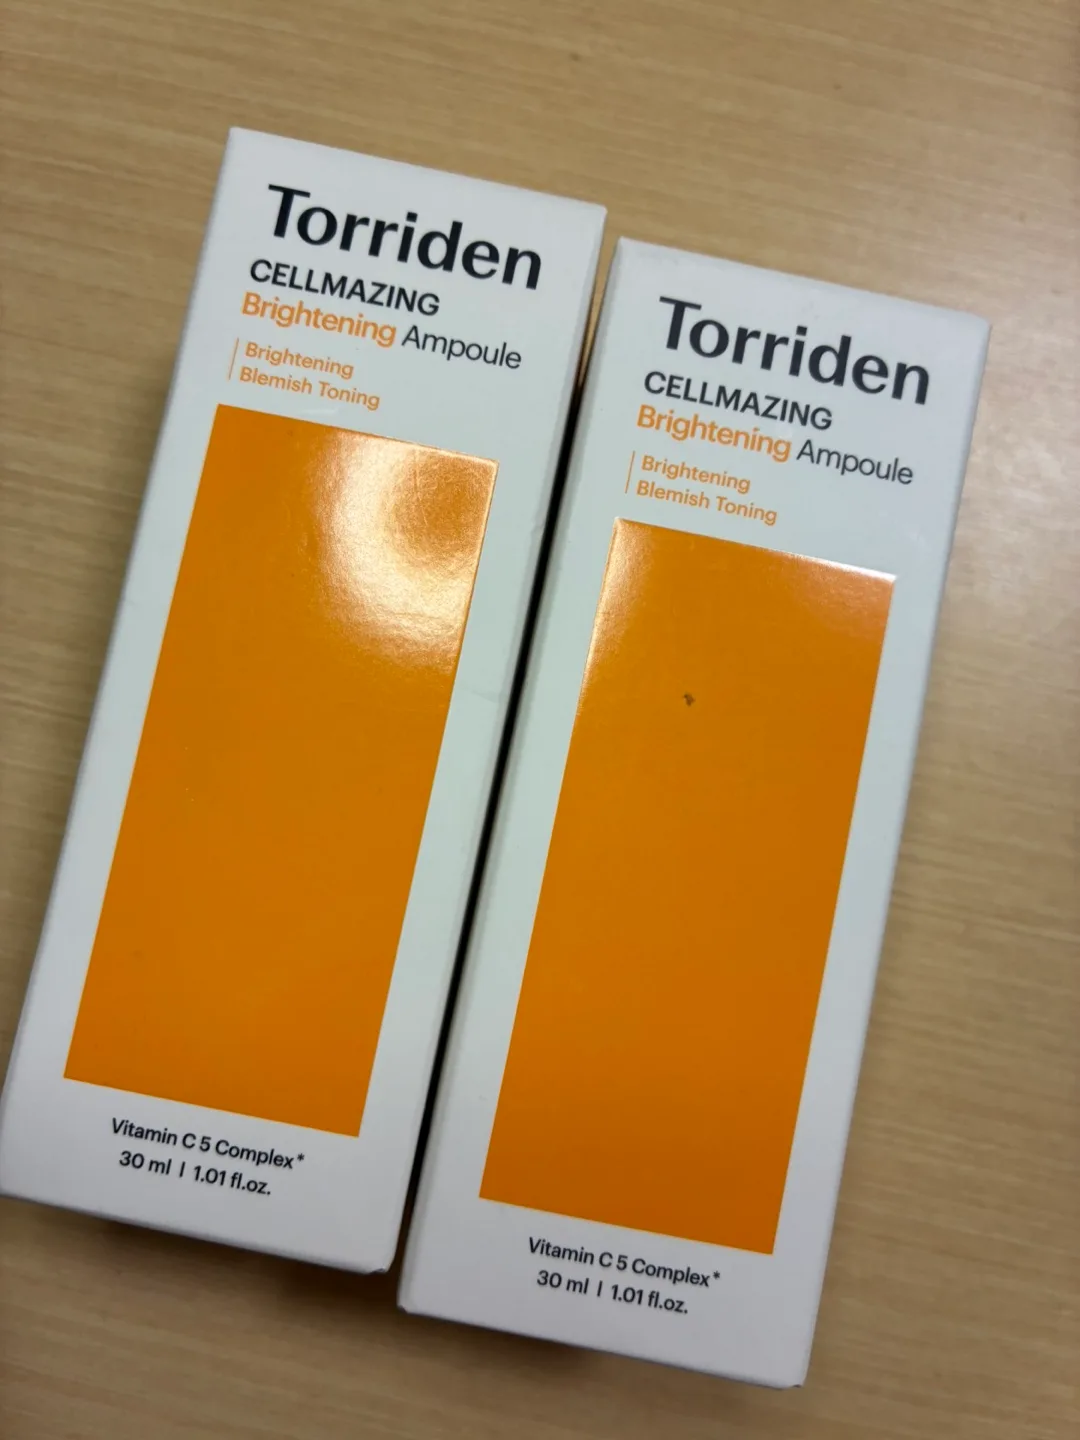 Torriden
CELLMAZING
Brightening Ampoule
Brightening
Blemish Toning
Vitamin C 5 Complex*
30 ml | 1.01 fl.oz.
Torriden
CELLMAZING
Brightening Ampoule
Brightening
Blemish Toning
Vitamin C 5 Complex*
30 ml | 1.01 fl.oz.